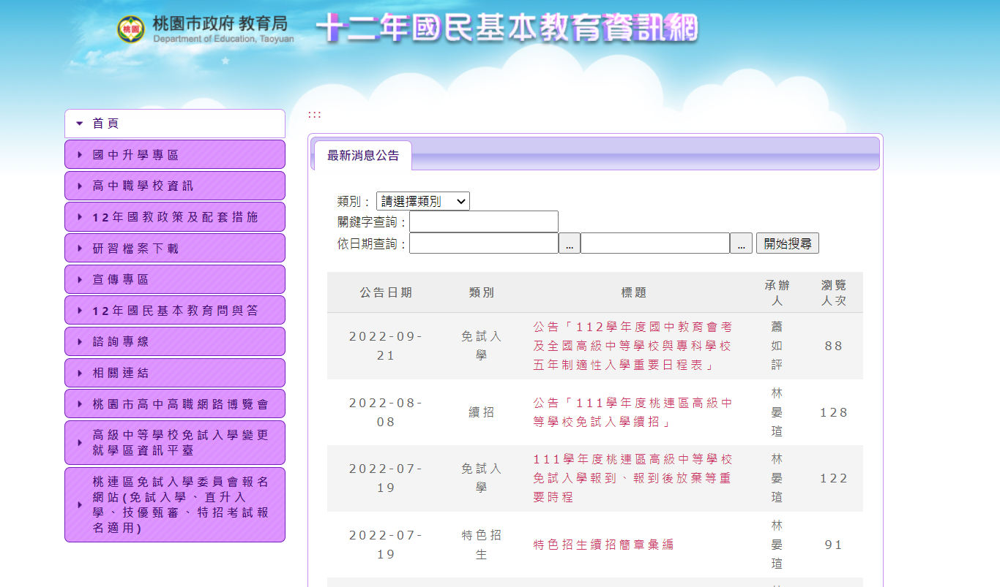 桃園市政府 教育局
Department of Education, Taoyuan
十二年國民基本教育資訊網
首頁
國中升學專區
高中職學校資訊
12年國教政策及配套措施
研習檔案下載
宣傳專區
12年國民基本教育問與答
諮詢專線
相關連結
桃園市高中高職網路博覽會
高級中等學校免試入學變更
就學區資訊平臺
桃連區免試入學委員會報名
網站(免試入學、直升入
學、技優甄審、特招考試報
名適用)
:::
最新消息公告
類別： 請選擇類別
關鍵字查詢：
依日期查詢： ... ... 開始搜尋
公告日期 類別 標題 承辦人 瀏覽人次
2022-09-21 免試入學 公告「112學年度國中教育會考
及全國高級中等學校與專科學校
五年制適性入學重要日程表」 蕭如評 88
2022-08-08 續招 公告「111學年度桃連區高級中
等學校免試入學續招」 林晏瑄 128
2022-07-19 免試入學 111學年度桃連區高級中等學校
免試入學報到、報到後放棄等重
要時程 林晏瑄 122
2022-07-19 特色招生 特色招生續招簡章彙編 林晏瑄 91